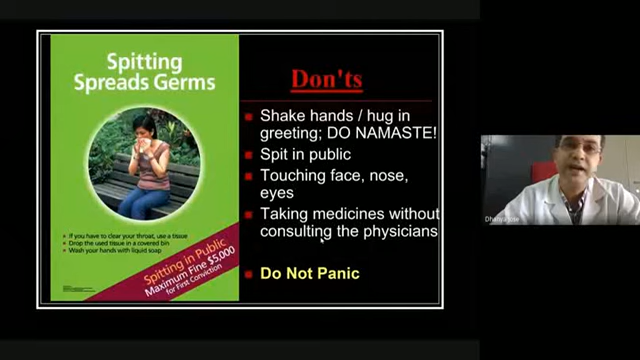 Spitting
Spreads Germs
If you have to clear your throat, use a tissue
Drop the used tissue in a covered bin
Wash your hands with liquid soap
Spitting in Public
Maximum Fine $5,000
for First Conviction
Don'ts
Shake hands / hug in
greeting; DO NAMASTE!
Spit in public
Touching face, nose,
eyes
Taking medicines without
consulting the physicians
Do Not Panic
Dhanya Jose